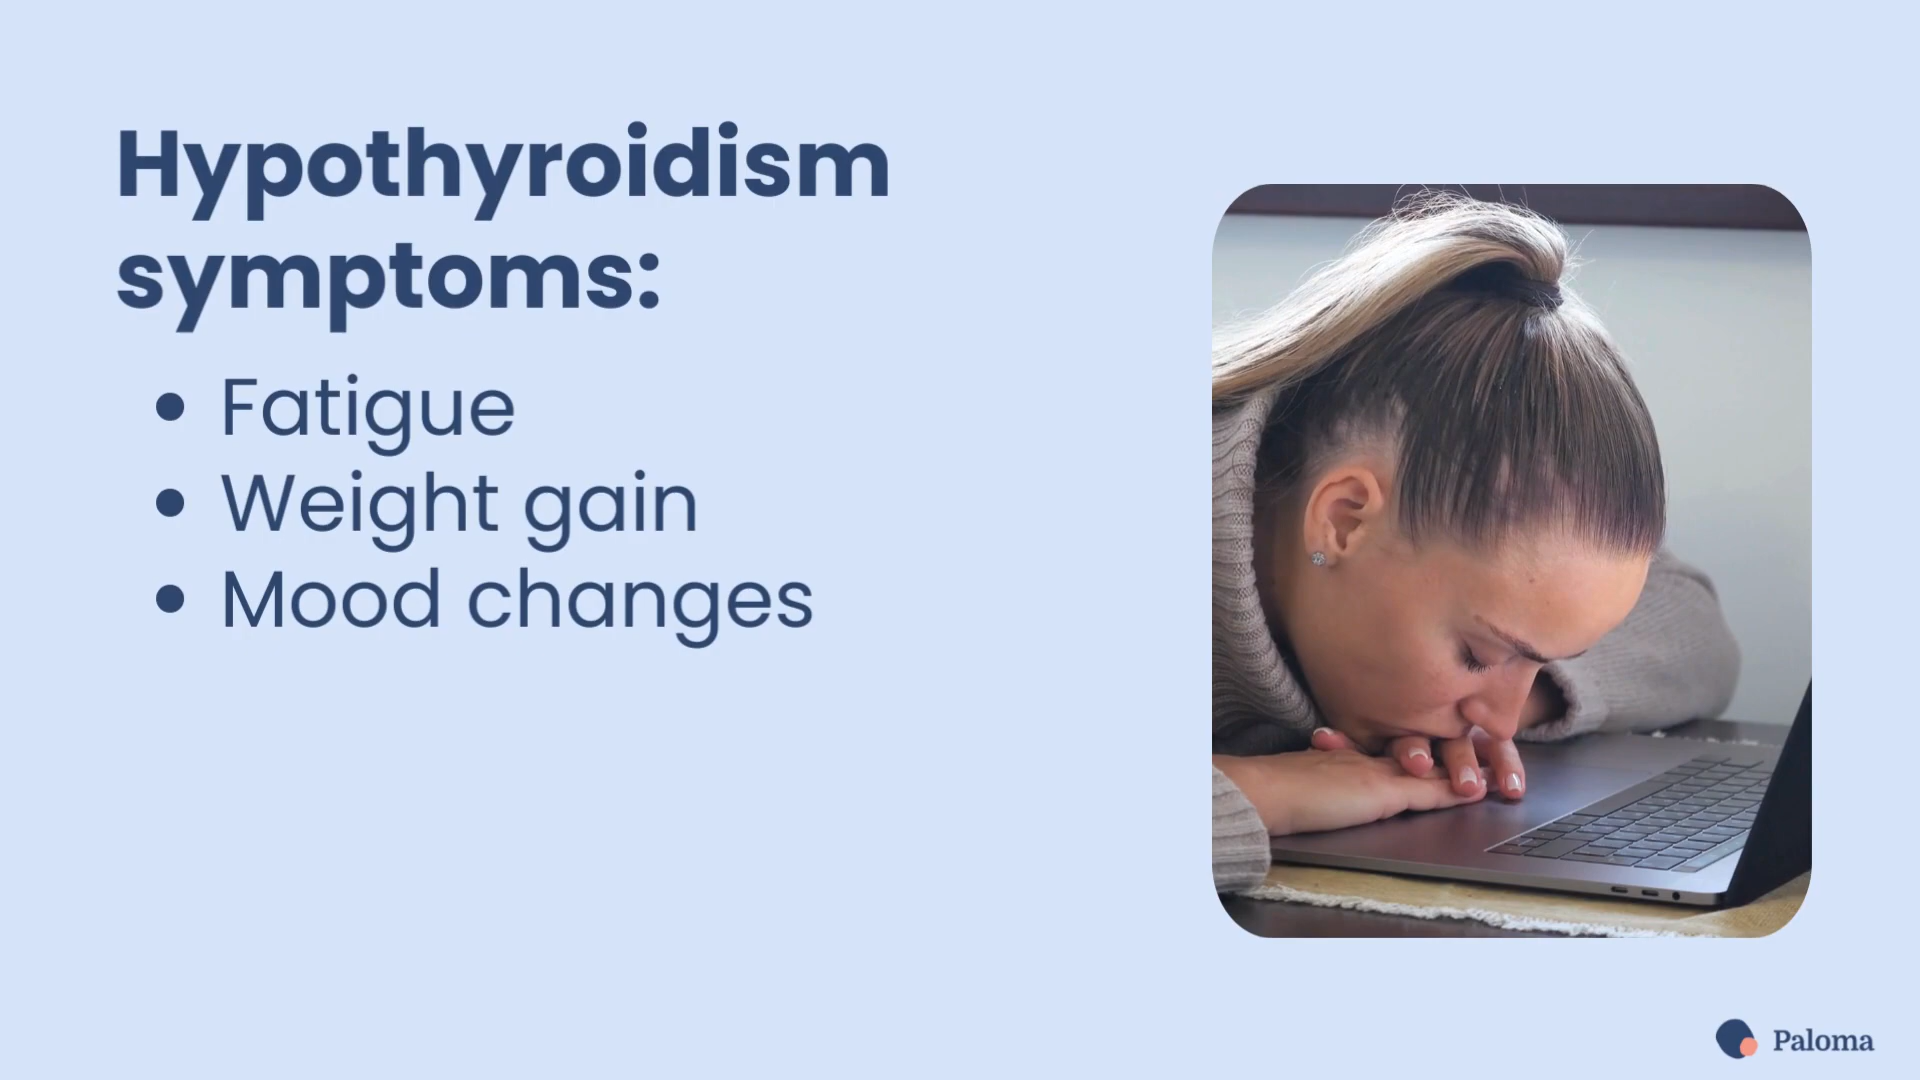 Hypothyroidism
symptoms:
• Fatigue
• Weight gain
• Mood changes
Paloma